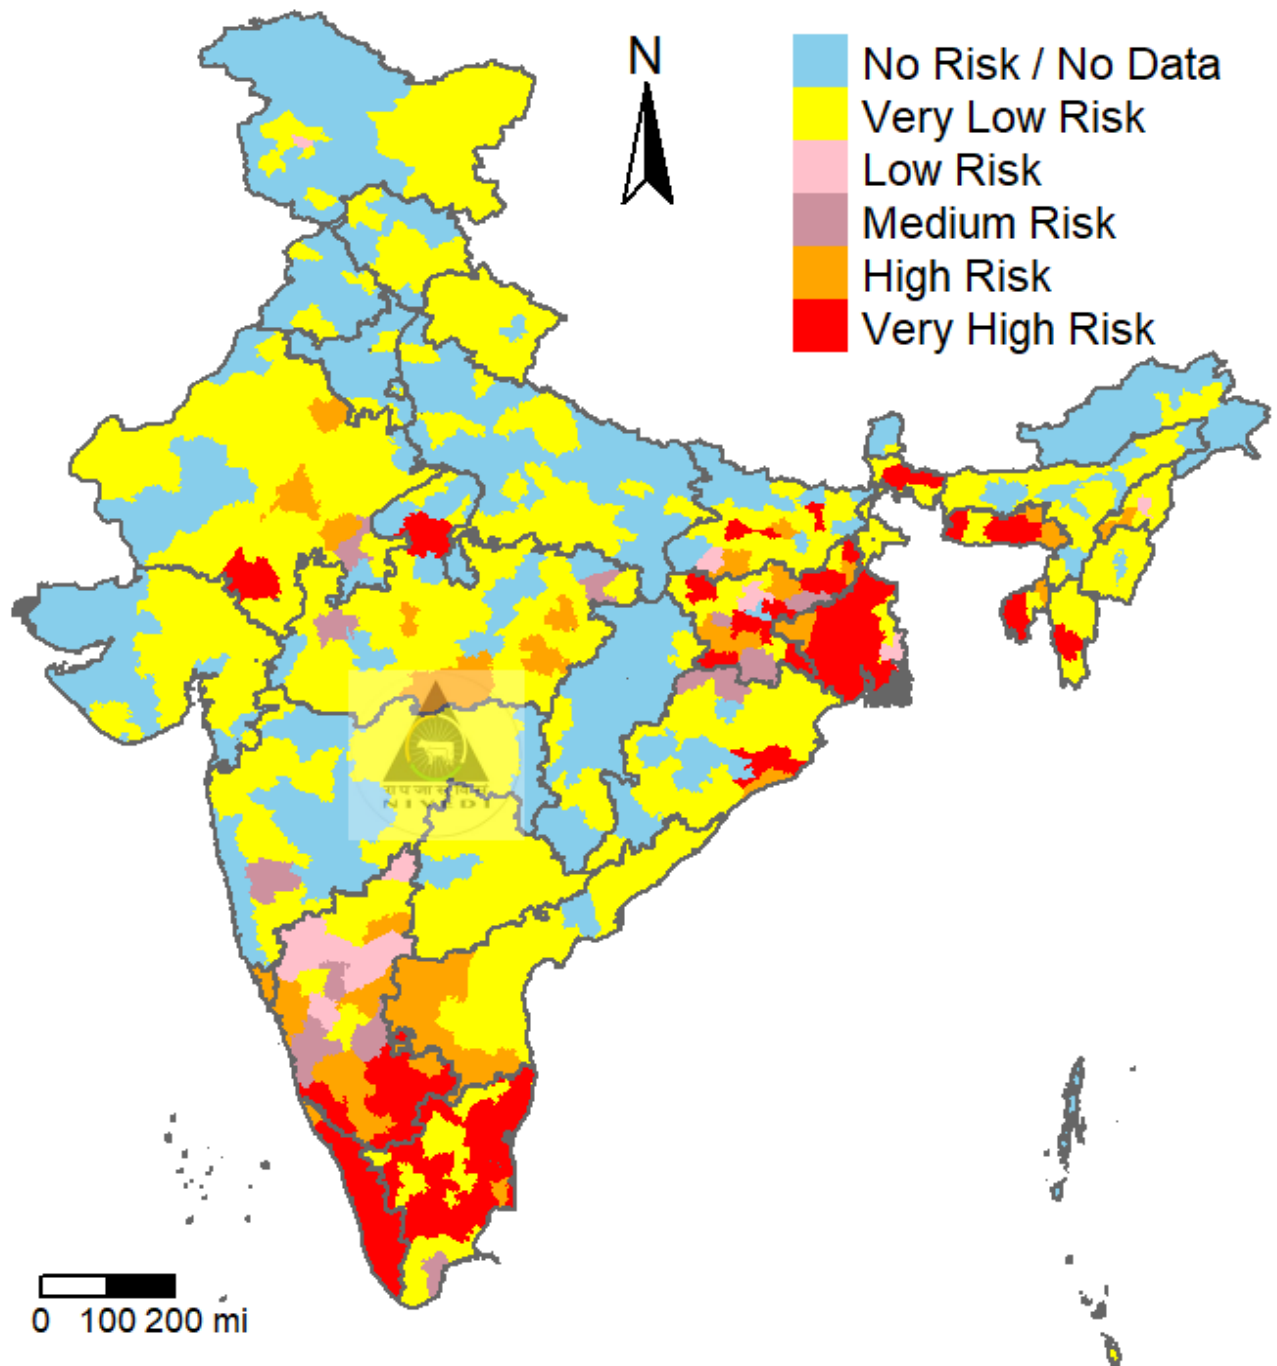 N
No Risk / No Data
Very Low Risk
Low Risk
Medium Risk
High Risk
Very High Risk
NIVEDI
0 100 200 mi